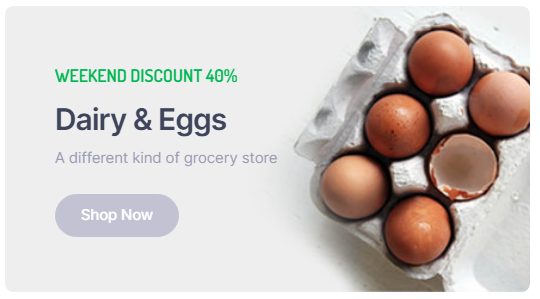 WEEKEND DISCOUNT 40%
Dairy & Eggs
A different kind of grocery store
Shop Now